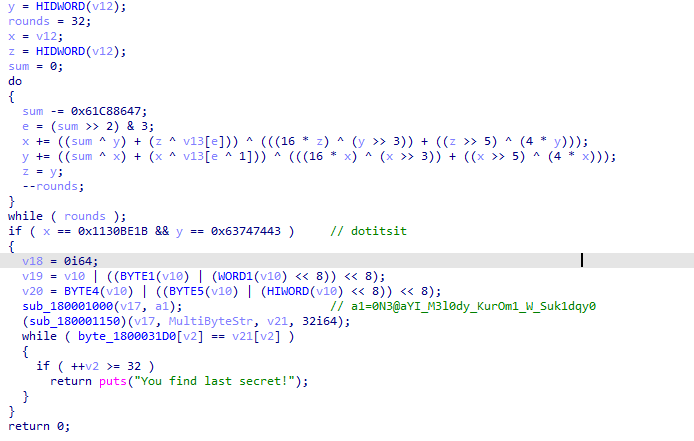 y = HIDWORD(v12);
rounds = 32;
x = v12;
z = HIDWORD(v12);
sum = 0;
do
{
sum -= 0x61C88647;
e = (sum >> 2) & 3;
x += ((sum ^ y) + (z ^ v13[e])) ^ (((16 * z) ^ (y >> 3)) + ((z >> 5) ^ (4 * y)));
y += ((sum ^ x) + (x ^ v13[e ^ 1])) ^ (((16 * x) ^ (x >> 3)) + ((x >> 5) ^ (4 * x)));
z = y;
--rounds;
}
while ( rounds );
if ( x == 0x1130BE1B && y == 0x63747443 ) // dotitsit
{
v18 = 0i64;
v19 = v10 | ((BYTE1(v10) | (WORD1(v10) << 8)) << 8);
v20 = BYTE4(v10) | ((BYTE5(v10) | (HIWORD(v10) << 8)) << 8);
sub_180001000(v17, a1); // a1=0N3@aYI_M3l0dy_KurOm1_W_Suk1dqy0
(sub_180001150)(v17, MultiByteStr, v21, 32i64);
while ( byte_1800031D0[v2] == v21[v2] )
{
if ( ++v2 >= 32 )
return puts("You find last secret!");
}
}
return 0;